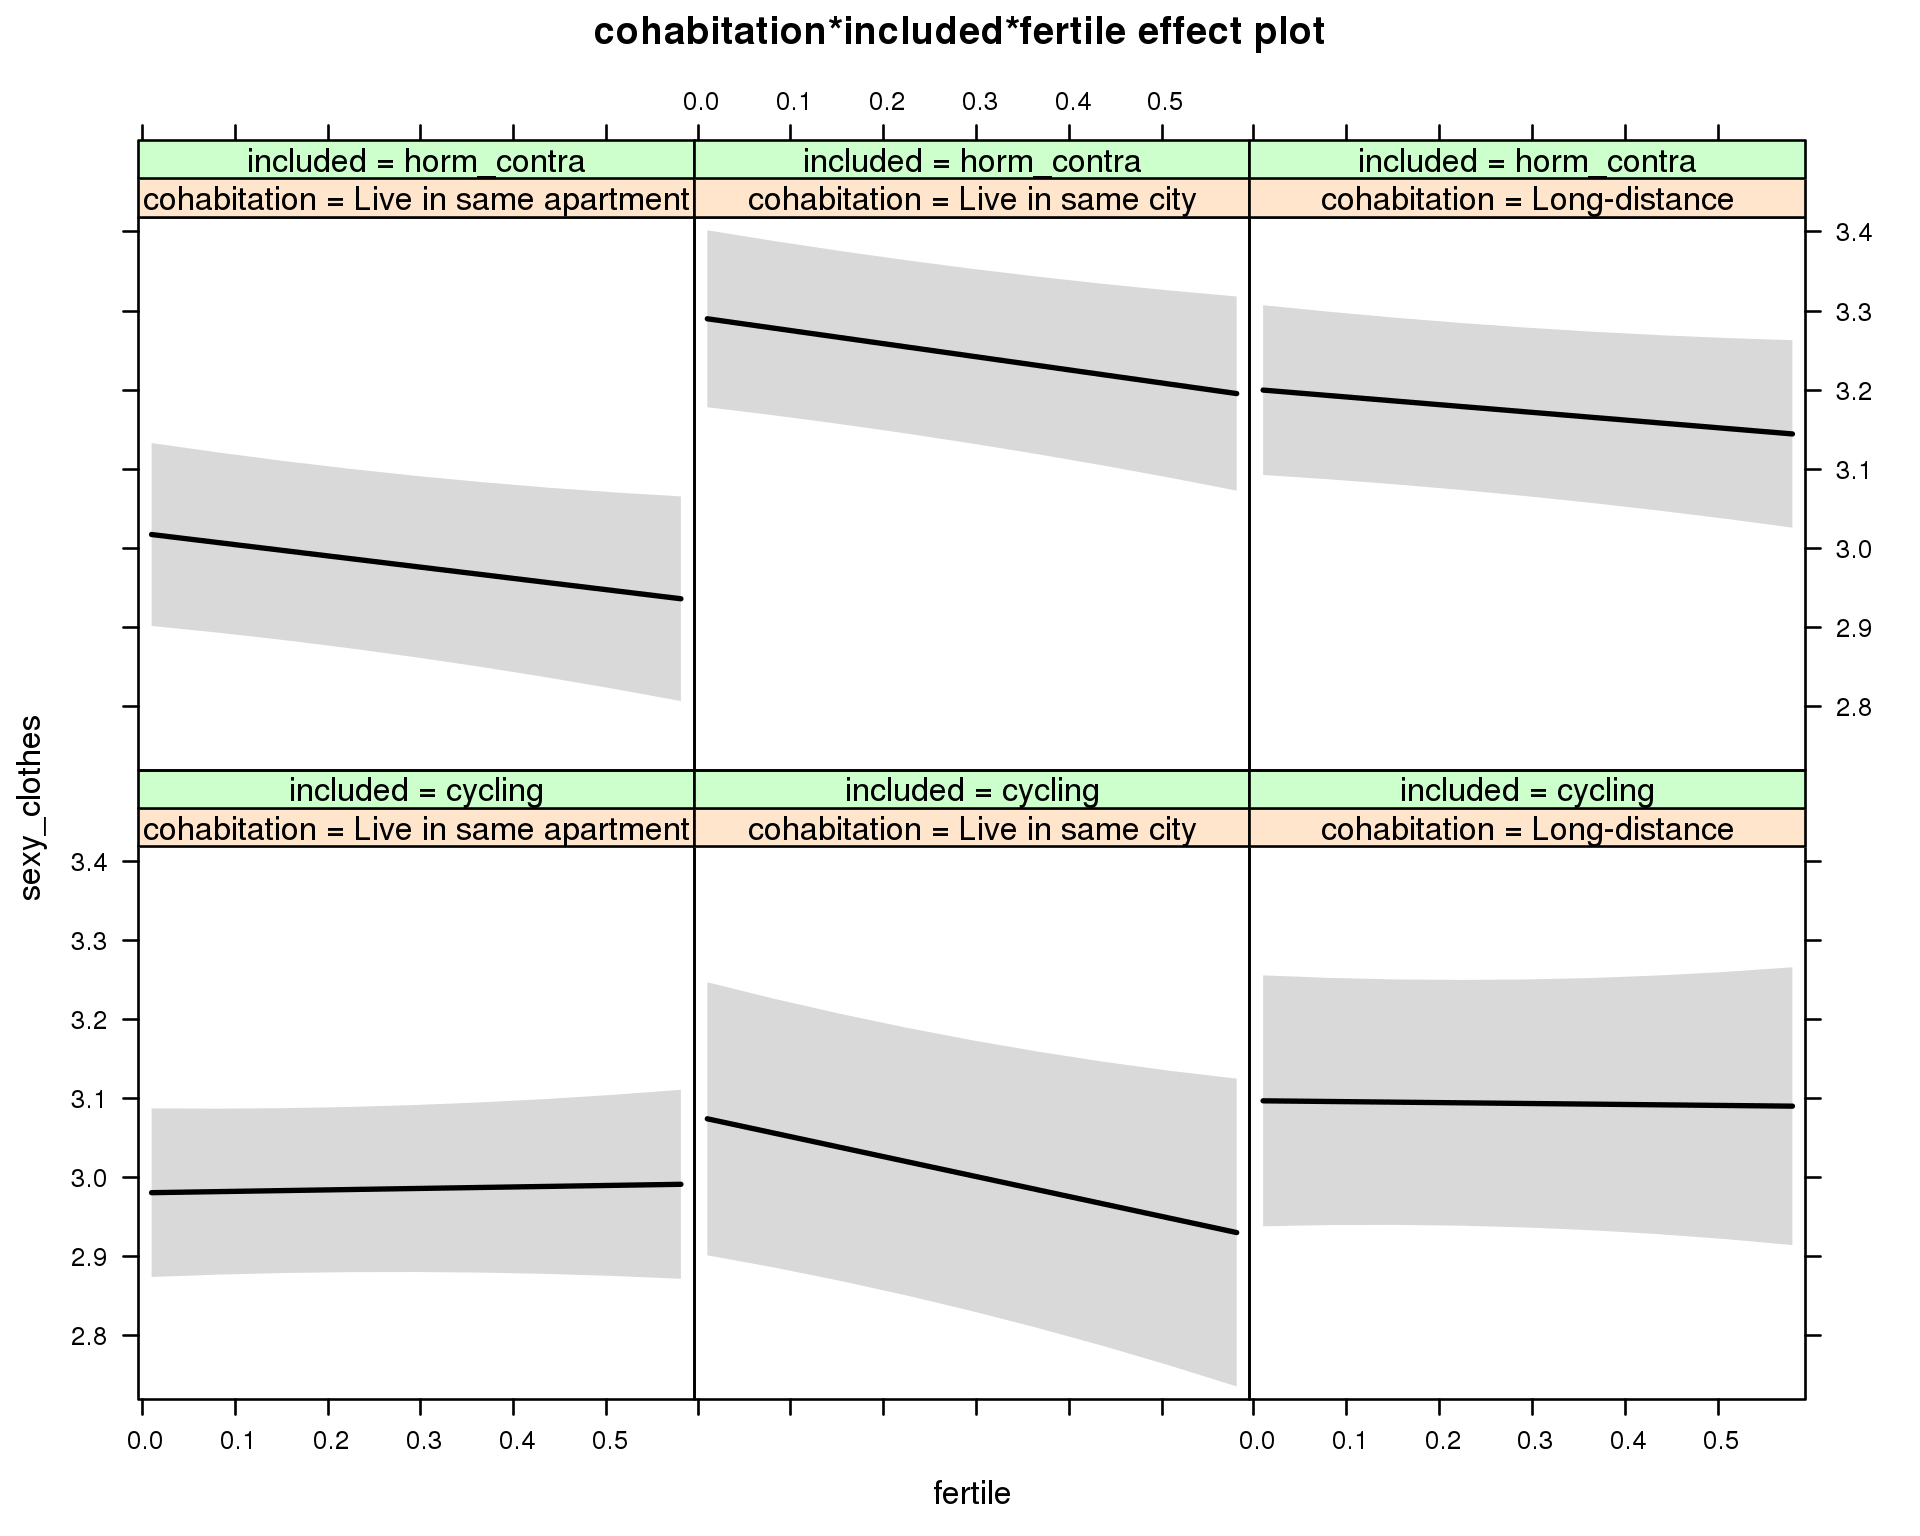 cohabitation*included*fertile effect plot
0.0 0.1 0.2 0.3 0.4 0.5
included = horm_contra included = horm_contra included = horm_contra
cohabitation = Live in same apartment cohabitation = Live in same city cohabitation = Long-distance
3.4
3.3
3.2
3.1
3.0
2.9
2.8
sexy_clothes
included = cycling included = cycling included = cycling
cohabitation = Live in same apartment cohabitation = Live in same city cohabitation = Long-distance
3.4
3.3
3.2
3.1
3.0
2.9
2.8
0.0 0.1 0.2 0.3 0.4 0.5 0.0 0.1 0.2 0.3 0.4 0.5
fertile